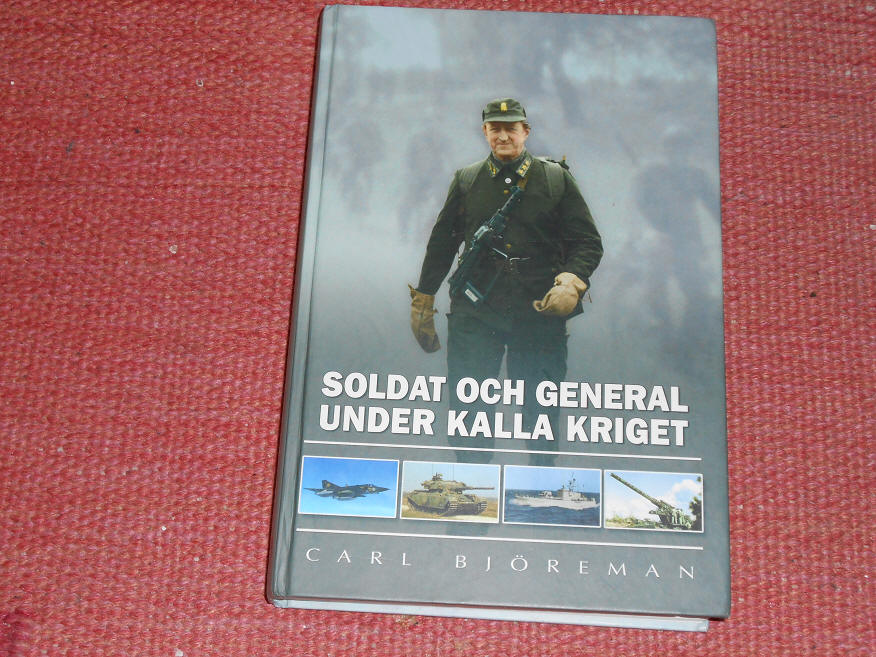 SOLDAT OCH GENERAL
UNDER KALLA KRIGET
CARL BJÖREMAN